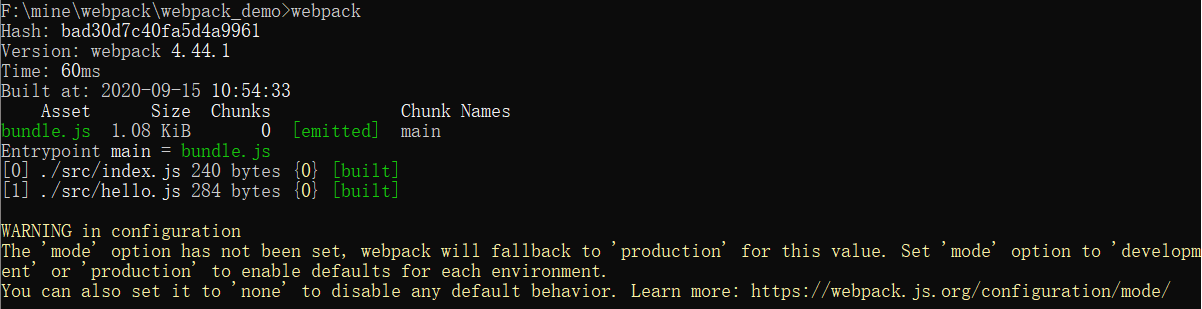 F:\mine\webpack\webpack_demo>webpack
Hash: bad30d7c40fa5d4a9961
Version: webpack 4.44.1
Time: 60ms
Built at: 2020-09-15 10:54:33
    Asset      Size  Chunks             Chunk Names
bundle.js  1.08 KiB       0  [emitted]  main
Entrypoint main = bundle.js
[0] ./src/index.js 240 bytes {0} [built]
[1] ./src/hello.js 284 bytes {0} [built]
WARNING in configuration
The 'mode' option has not been set, webpack will fallback to 'production' for this value. Set 'mode' option to 'developm
ent' or 'production' to enable defaults for each environment.
You can also set it to 'none' to disable any default behavior. Learn more: https://webpack.js.org/configuration/mode/